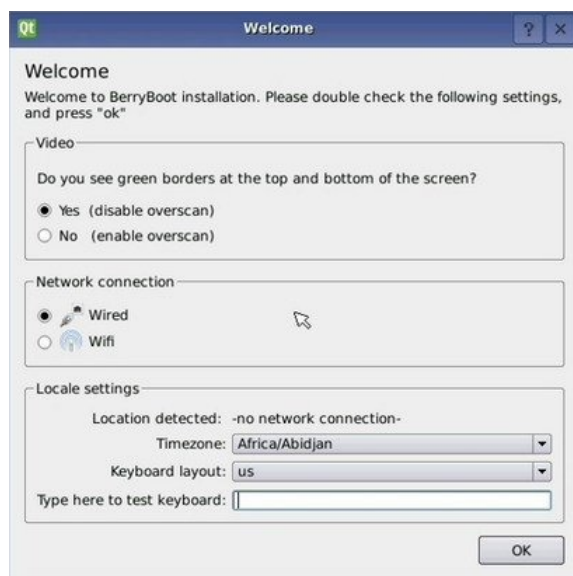 Qt Welcome ? ×
Welcome
Welcome to BerryBoot installation. Please double check the following settings,
and press "ok"
Video
Do you see green borders at the top and bottom of the screen?
Yes (disable overscan)
No (enable overscan)
Network connection
Wired
Wifi
Locale settings
Location detected: -no network connection-
Timezone: Africa/Abidjan
Keyboard layout: us
Type here to test keyboard:
OK